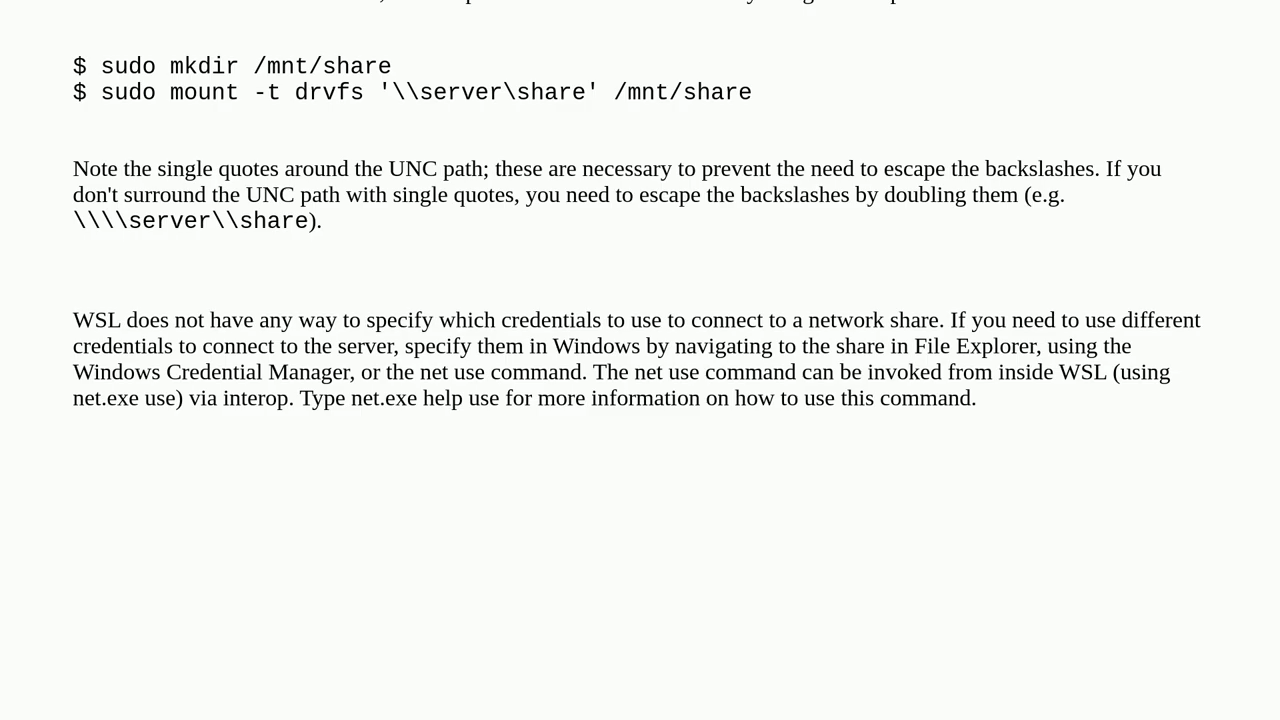 $ sudo mkdir /mnt/share
$ sudo mount -t drvfs '\\server\share' /mnt/share
Note the single quotes around the UNC path; these are necessary to prevent the need to escape the backslashes. If you
don't surround the UNC path with single quotes, you need to escape the backslashes by doubling them (e.g.
\\\\server\\share).
WSL does not have any way to specify which credentials to use to connect to a network share. If you need to use different
credentials to connect to the server, specify them in Windows by navigating to the share in File Explorer, using the
Windows Credential Manager, or the net use command. The net use command can be invoked from inside WSL (using
net.exe use) via interop. Type net.exe help use for more information on how to use this command.